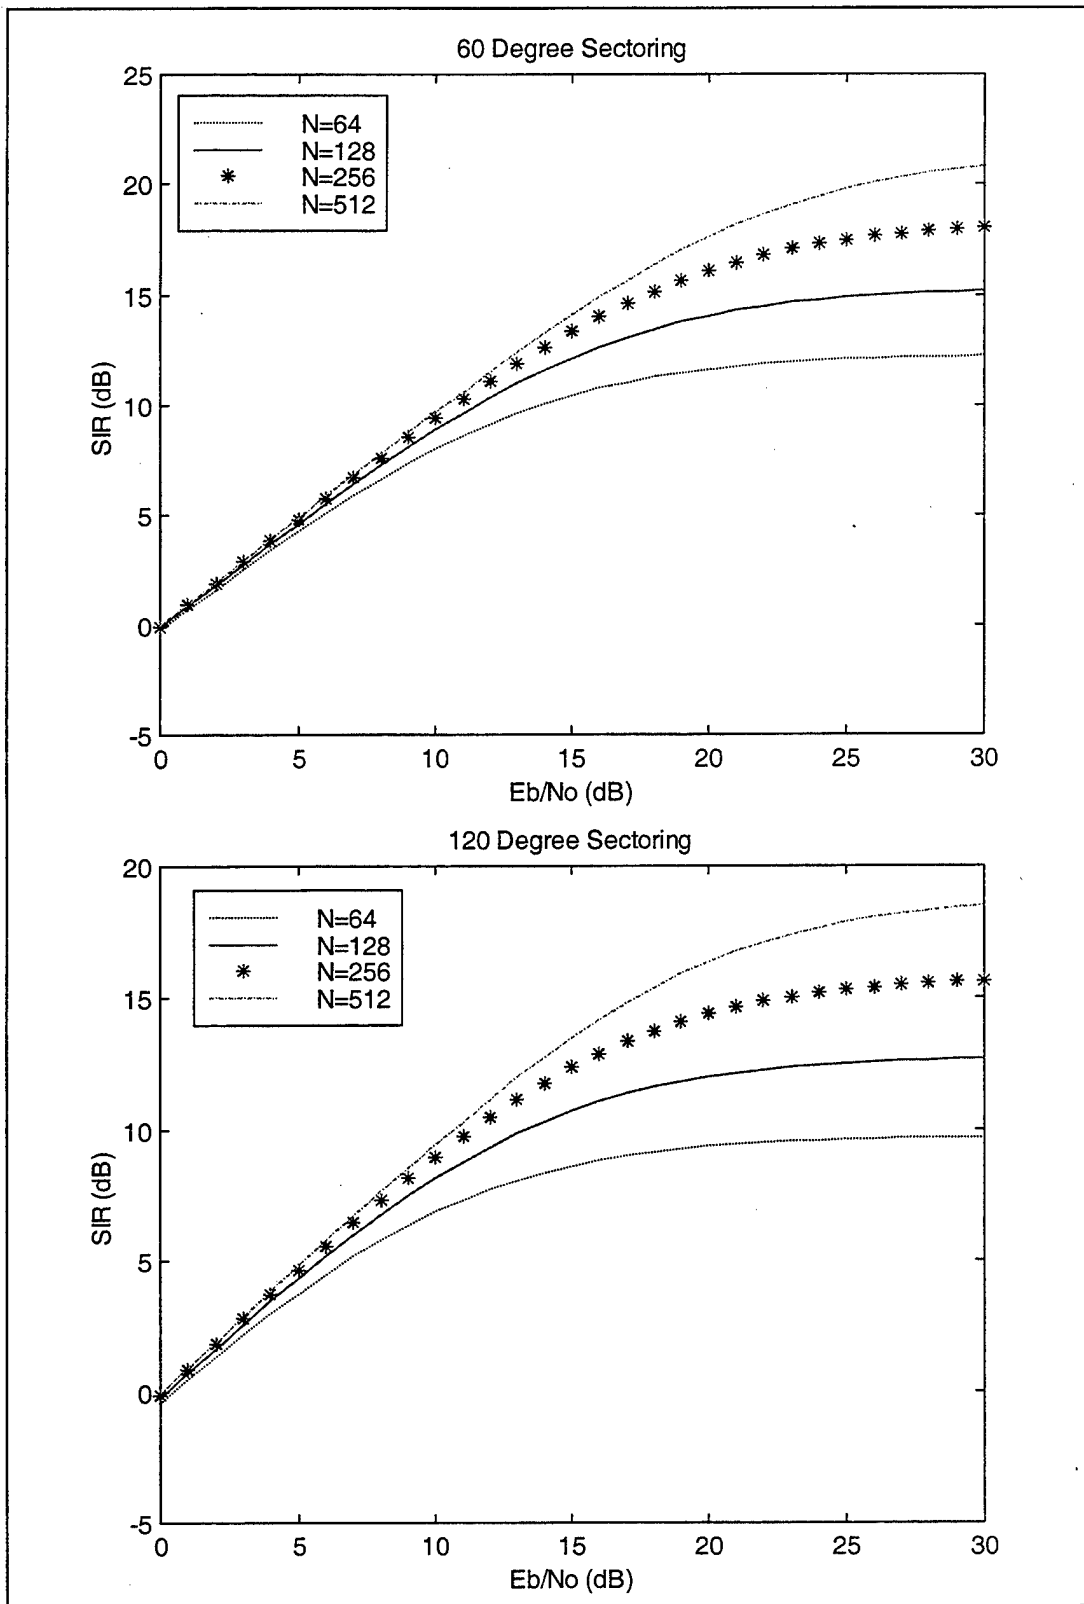 60 Degree Sectoring
25
20
15
10
5
0
-5
SIR (dB)
N=64
N=128
N=256
N=512
0 5 10 15 20 25 30
Eb/No (dB)
120 Degree Sectoring
20
15
10
5
0
-5
SIR (dB)
N=64
N=128
N=256
N=512
0 5 10 15 20 25 30
Eb/No (dB)